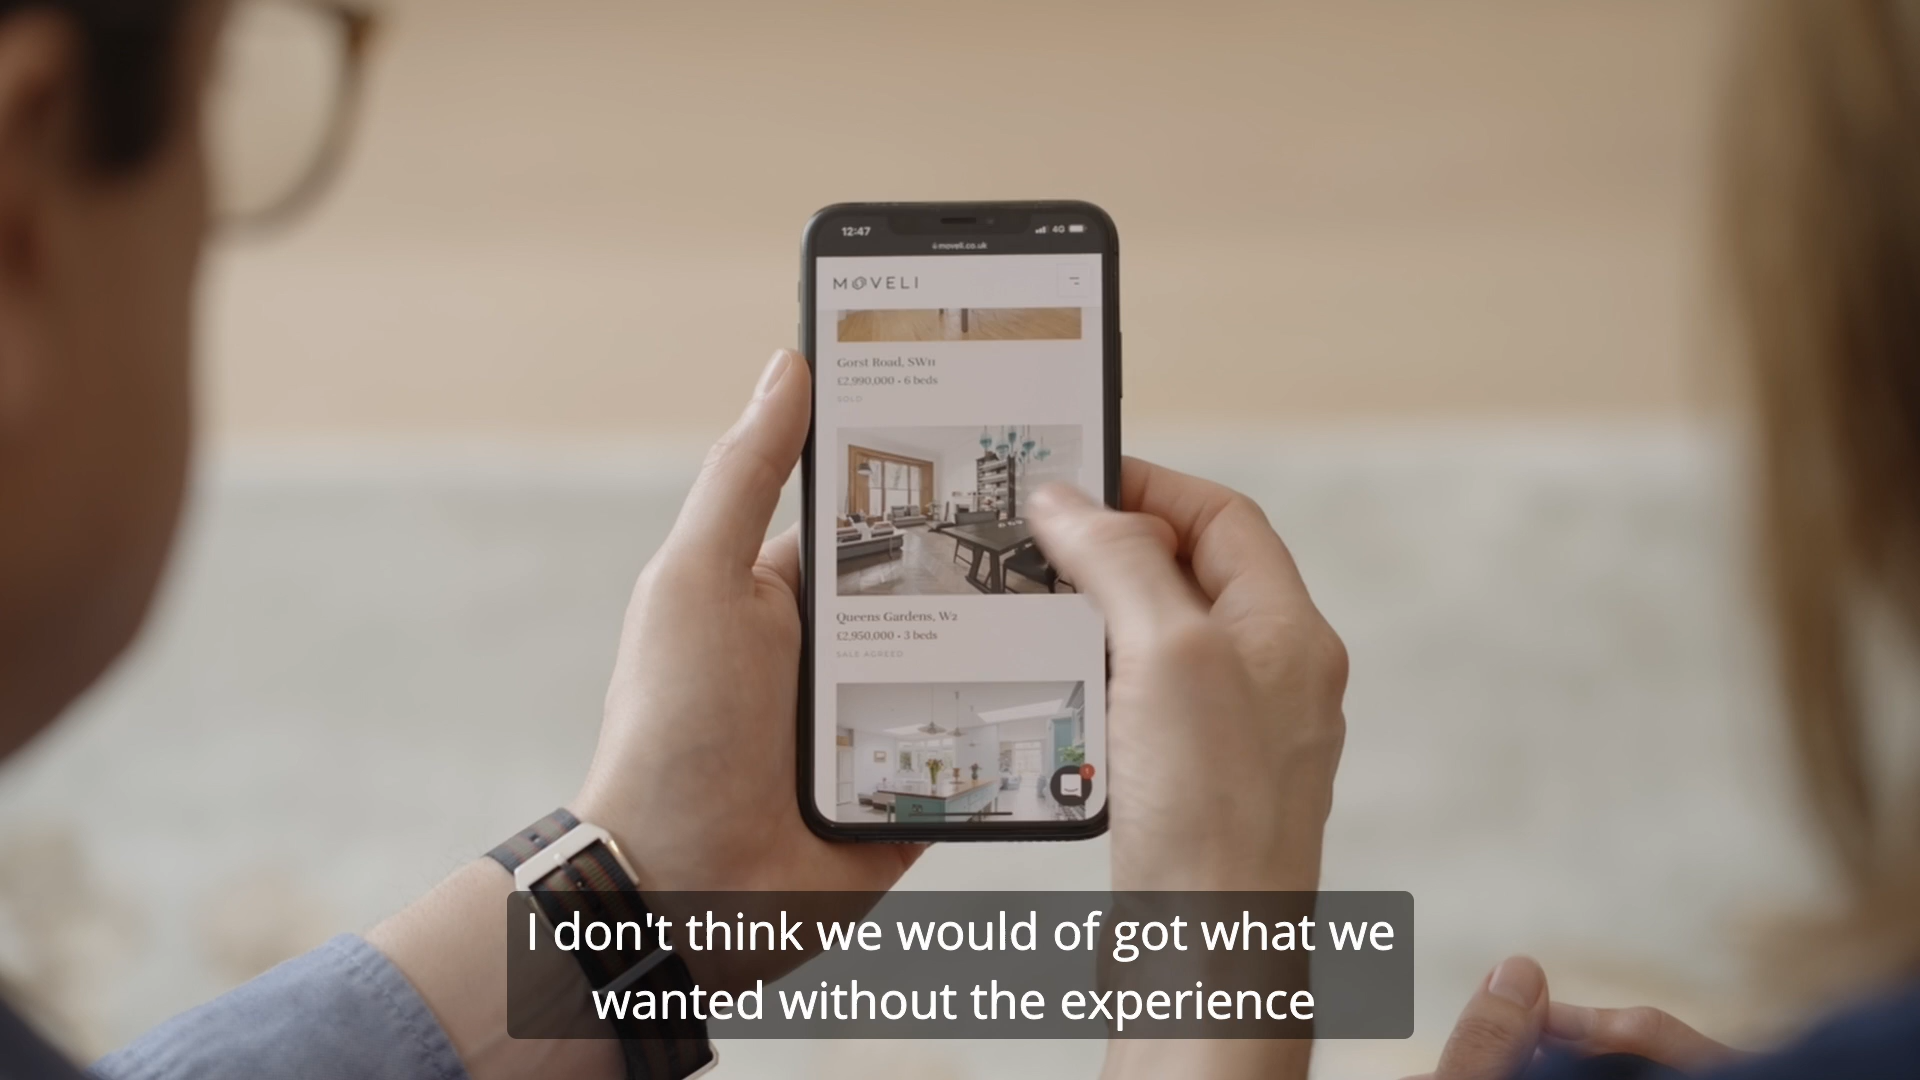 12:47
4G
moveli.co.uk
MOVELI
Gorst Road, SW11
£2,990,000 • 6 beds
SOLD
Queens Gardens, W2
£2,950,000 • 3 beds
SALE AGREED
1
I don't think we would of got what we
wanted without the experience